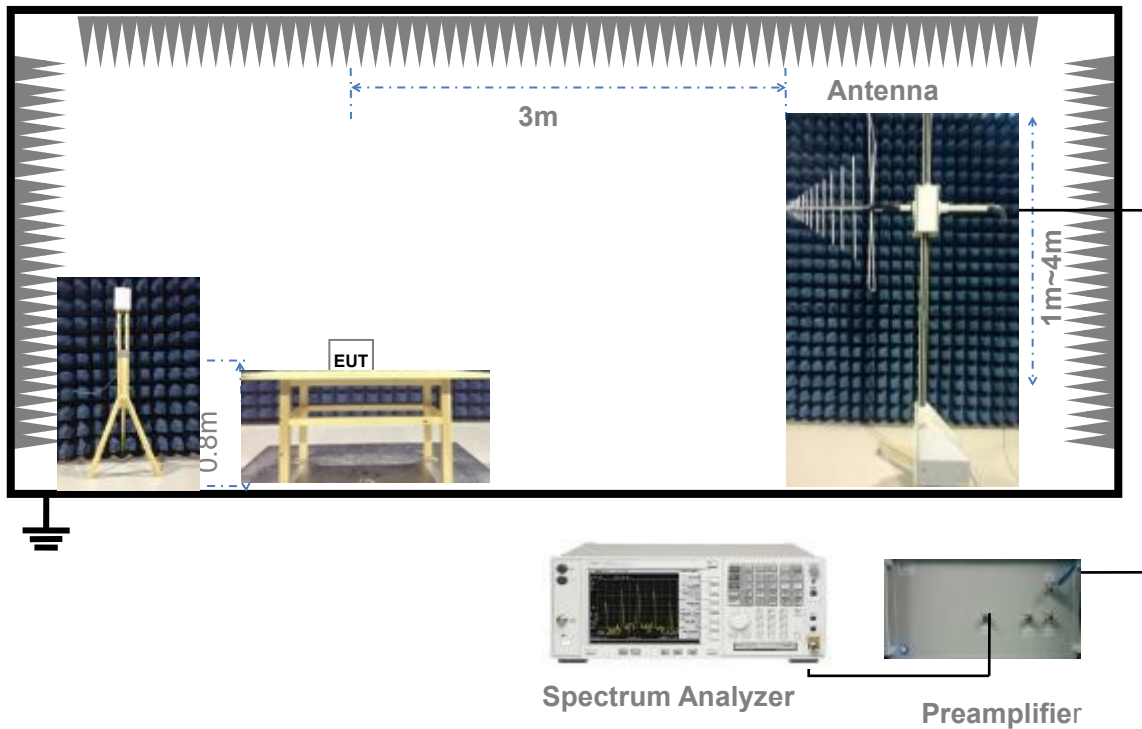 Antenna
3m
1m~4m
EUT
0.8m
Spectrum Analyzer
Preamplifier